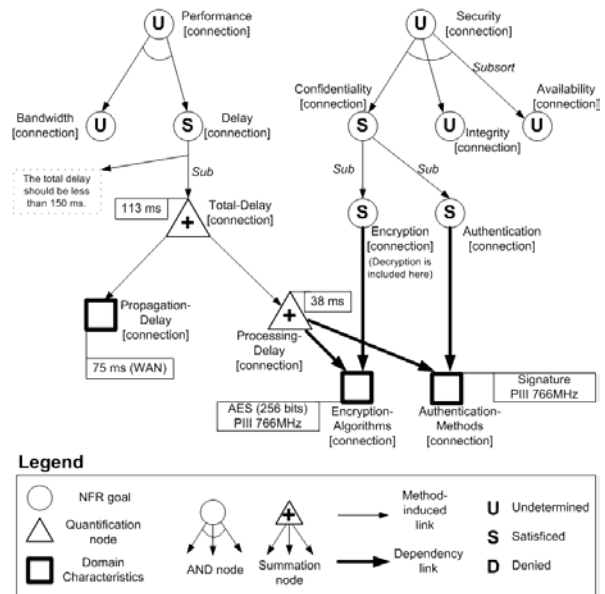 Performance
[connection]
U
Security
[connection]
U
Subsort
Bandwidth
[connection]
U
S
Delay
[connection]
Confidentiality
[connection]
S
U
Integrity
[connection]
Availability
[connection]
U
The total delay
should be less
than 150 ms.
Sub
Sub
Sub
113 ms
Total-Delay
[connection]
+
S
Encryption
[connection]
(Decryption is
included here)
S
Authentication
[connection]
Propagation-
Delay
[connection]
75 ms (WAN)
38 ms
+
Processing-
Delay
[connection]
AES (256 bits)
PIII 766MHz
Encryption-
Algorithms
[connection]
Authentication-
Methods
[connection]
Signature
PIII 766MHz
Legend
NFR goal
Quantification
node
Domain
Characteristics
AND node
+
Summation
node
Method-
induced
link
Dependency
link
U Undetermined
S Satisficed
D Denied